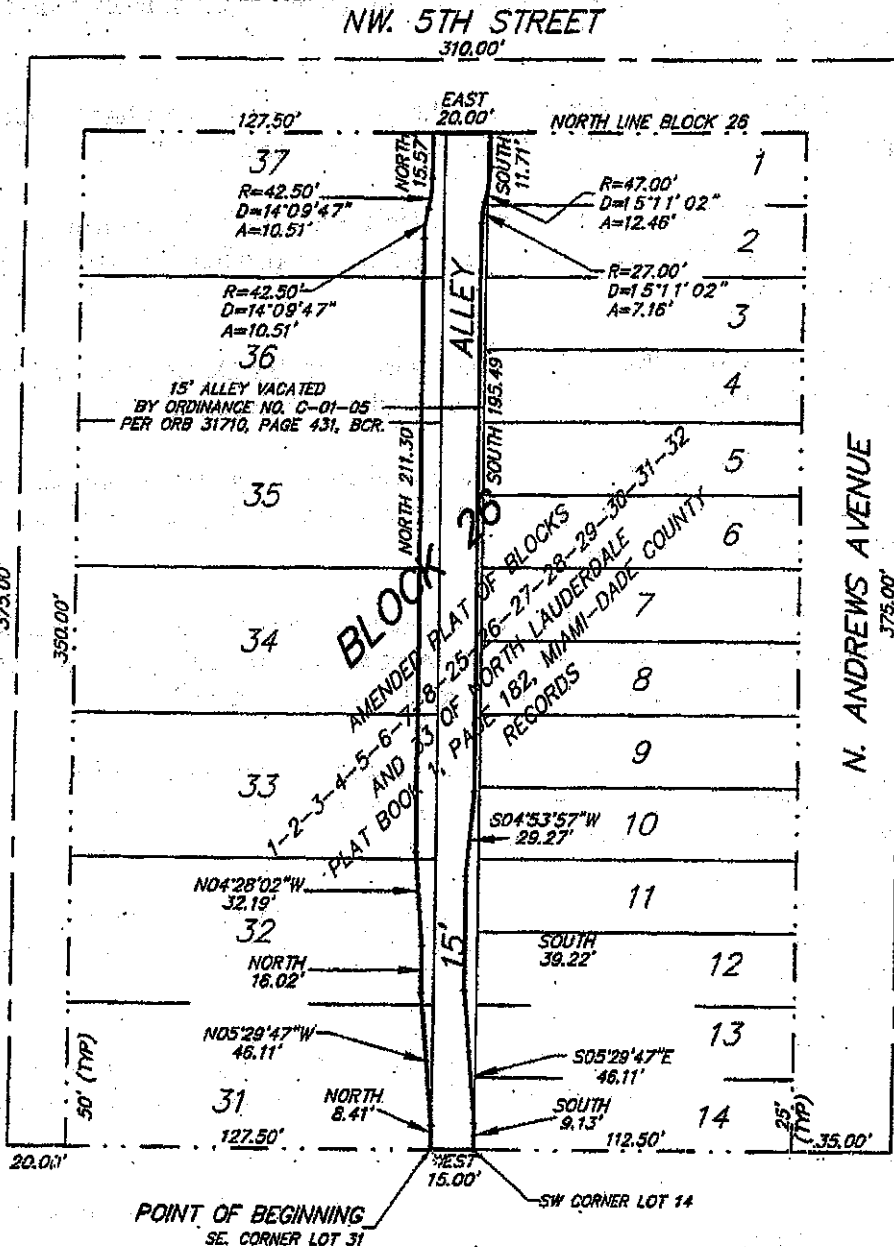 NW. 5TH STREET
310.00'
EAST
127.50'
20.00'
NORTH LINE BLOCK 26
37
NORTH
15.57'
SOUTH
11.71'
1
R=42.50'
D=14°09'47"
A=10.51'
R=47.00'
D=15°11'02"
A=12.46'
2
R=42.50'
D=14°09'47"
A=10.51'
R=27.00'
D=15°11'02"
A=7.16'
3
ALLEY
36
4
15' ALLEY VACATED
BY ORDINANCE NO. C-01-05
PER ORB 31710, PAGE 431, BCR.
SOUTH 195.49'
NORTH 211.30'
35
5
6
N. ANDREWS AVENUE
375.00'
375.00'
350.00'
BLOCK 26
AMENDED PLAT OF BLOCKS
1-2-3-4-5-6-7-8-25-26-27-28-29-30-31-32
AND 33 OF NORTH LAUDERDALE
PLAT BOOK 1, PAGE 182, MIAMI-DADE COUNTY
RECORDS
34
7
8
33
9
S04°53'57"W
29.27'
10
N04°28'02"W
32.19'
11
32
15'
SOUTH
39.22'
12
NORTH
16.02'
N05°29'47"W
46.11'
13
S05°29'47"E
46.11'
50' (TYP)
31
NORTH
8.41'
SOUTH
9.13'
14
25'
(TYP)
127.50'
112.50'
35.00'
20.00'
WEST
15.00'
SW CORNER LOT 14
POINT OF BEGINNING
SE. CORNER LOT 31